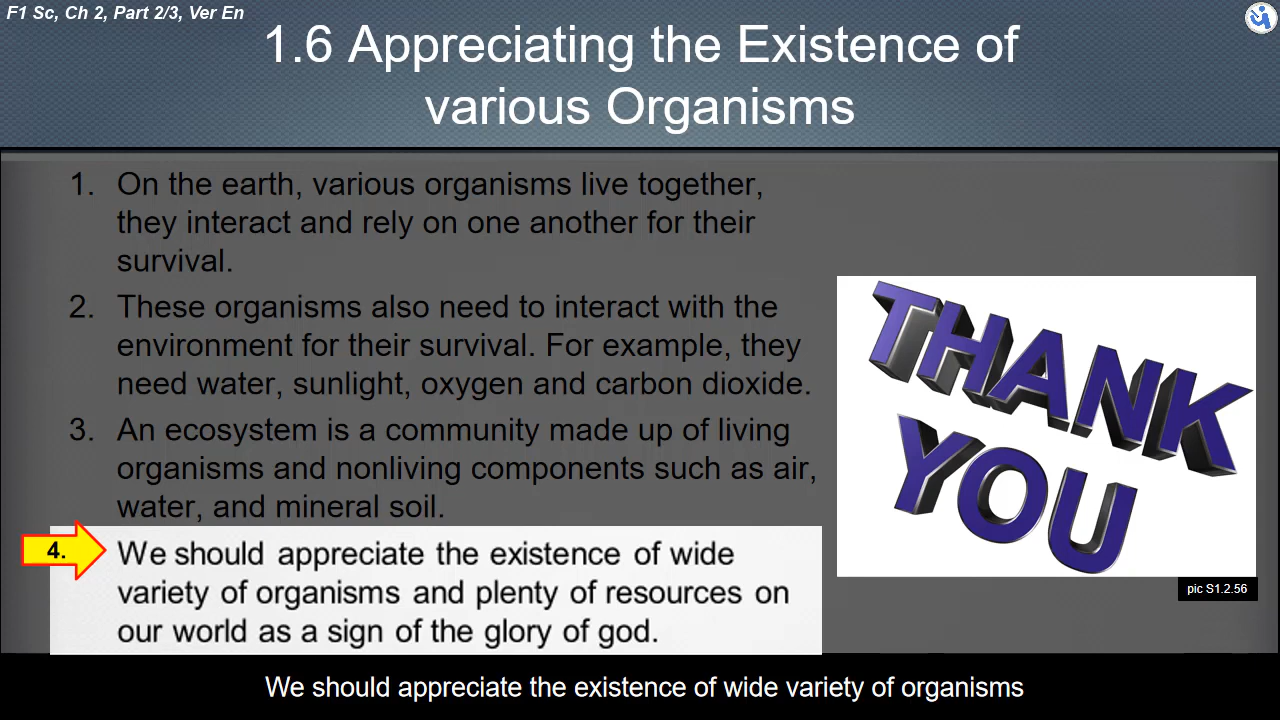 F1 Sc, Ch 2, Part 2/3, Ver En
1.6 Appreciating the Existence of
various Organisms
1. On the earth, various organisms live together,
they interact and rely on one another for their
survival.
2. These organisms also need to interact with the
environment for their survival. For example, they
need water, sunlight, oxygen and carbon dioxide.
3. An ecosystem is a community made up of living
organisms and nonliving components such as air,
water, and mineral soil.
4. We should appreciate the existence of wide
variety of organisms and plenty of resources on
our world as a sign of the glory of god.
THANK
YOU
pic S1.2.56
We should appreciate the existence of wide variety of organisms